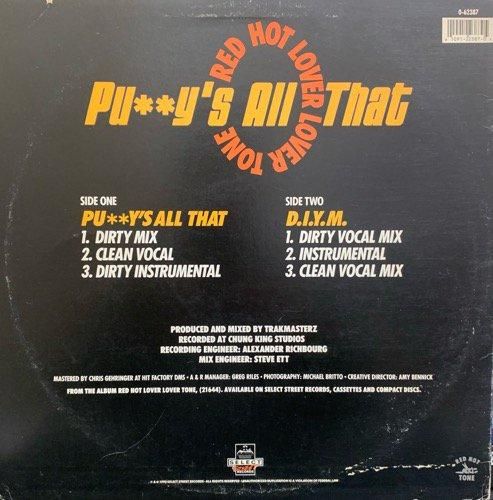 0-62387
RED HOT LOVER LOVER TONE
Pu**y's All That
SIDE ONE
PU**Y'S ALL THAT
1. DIRTY MIX
2. CLEAN VOCAL
3. DIRTY INSTRUMENTAL
SIDE TWO
D.I.Y.M.
1. DIRTY VOCAL MIX
2. INSTRUMENTAL
3. CLEAN VOCAL MIX
PRODUCED AND MIXED BY TRAKMASTERZ
RECORDED AT CHUNG KING STUDIOS
RECORDING ENGINEER: ALEXANDER RICHBOURG
MIX ENGINEER: STEVE ETT
MASTERED BY CHRIS GEHRINGER AT HIT FACTORY DMS • A & R MANAGER: GREG RILES • PHOTOGRAPHY: MICHAEL BRITTO • CREATIVE DIRECTOR: AMY BENNICK
FROM THE ALBUM RED HOT LOVER LOVER TONE, (21644). AVAILABLE ON SELECT STREET RECORDS, CASSETTES AND COMPACT DISCS.
SELECT
Street
RECORDS
RED HOT
TONE